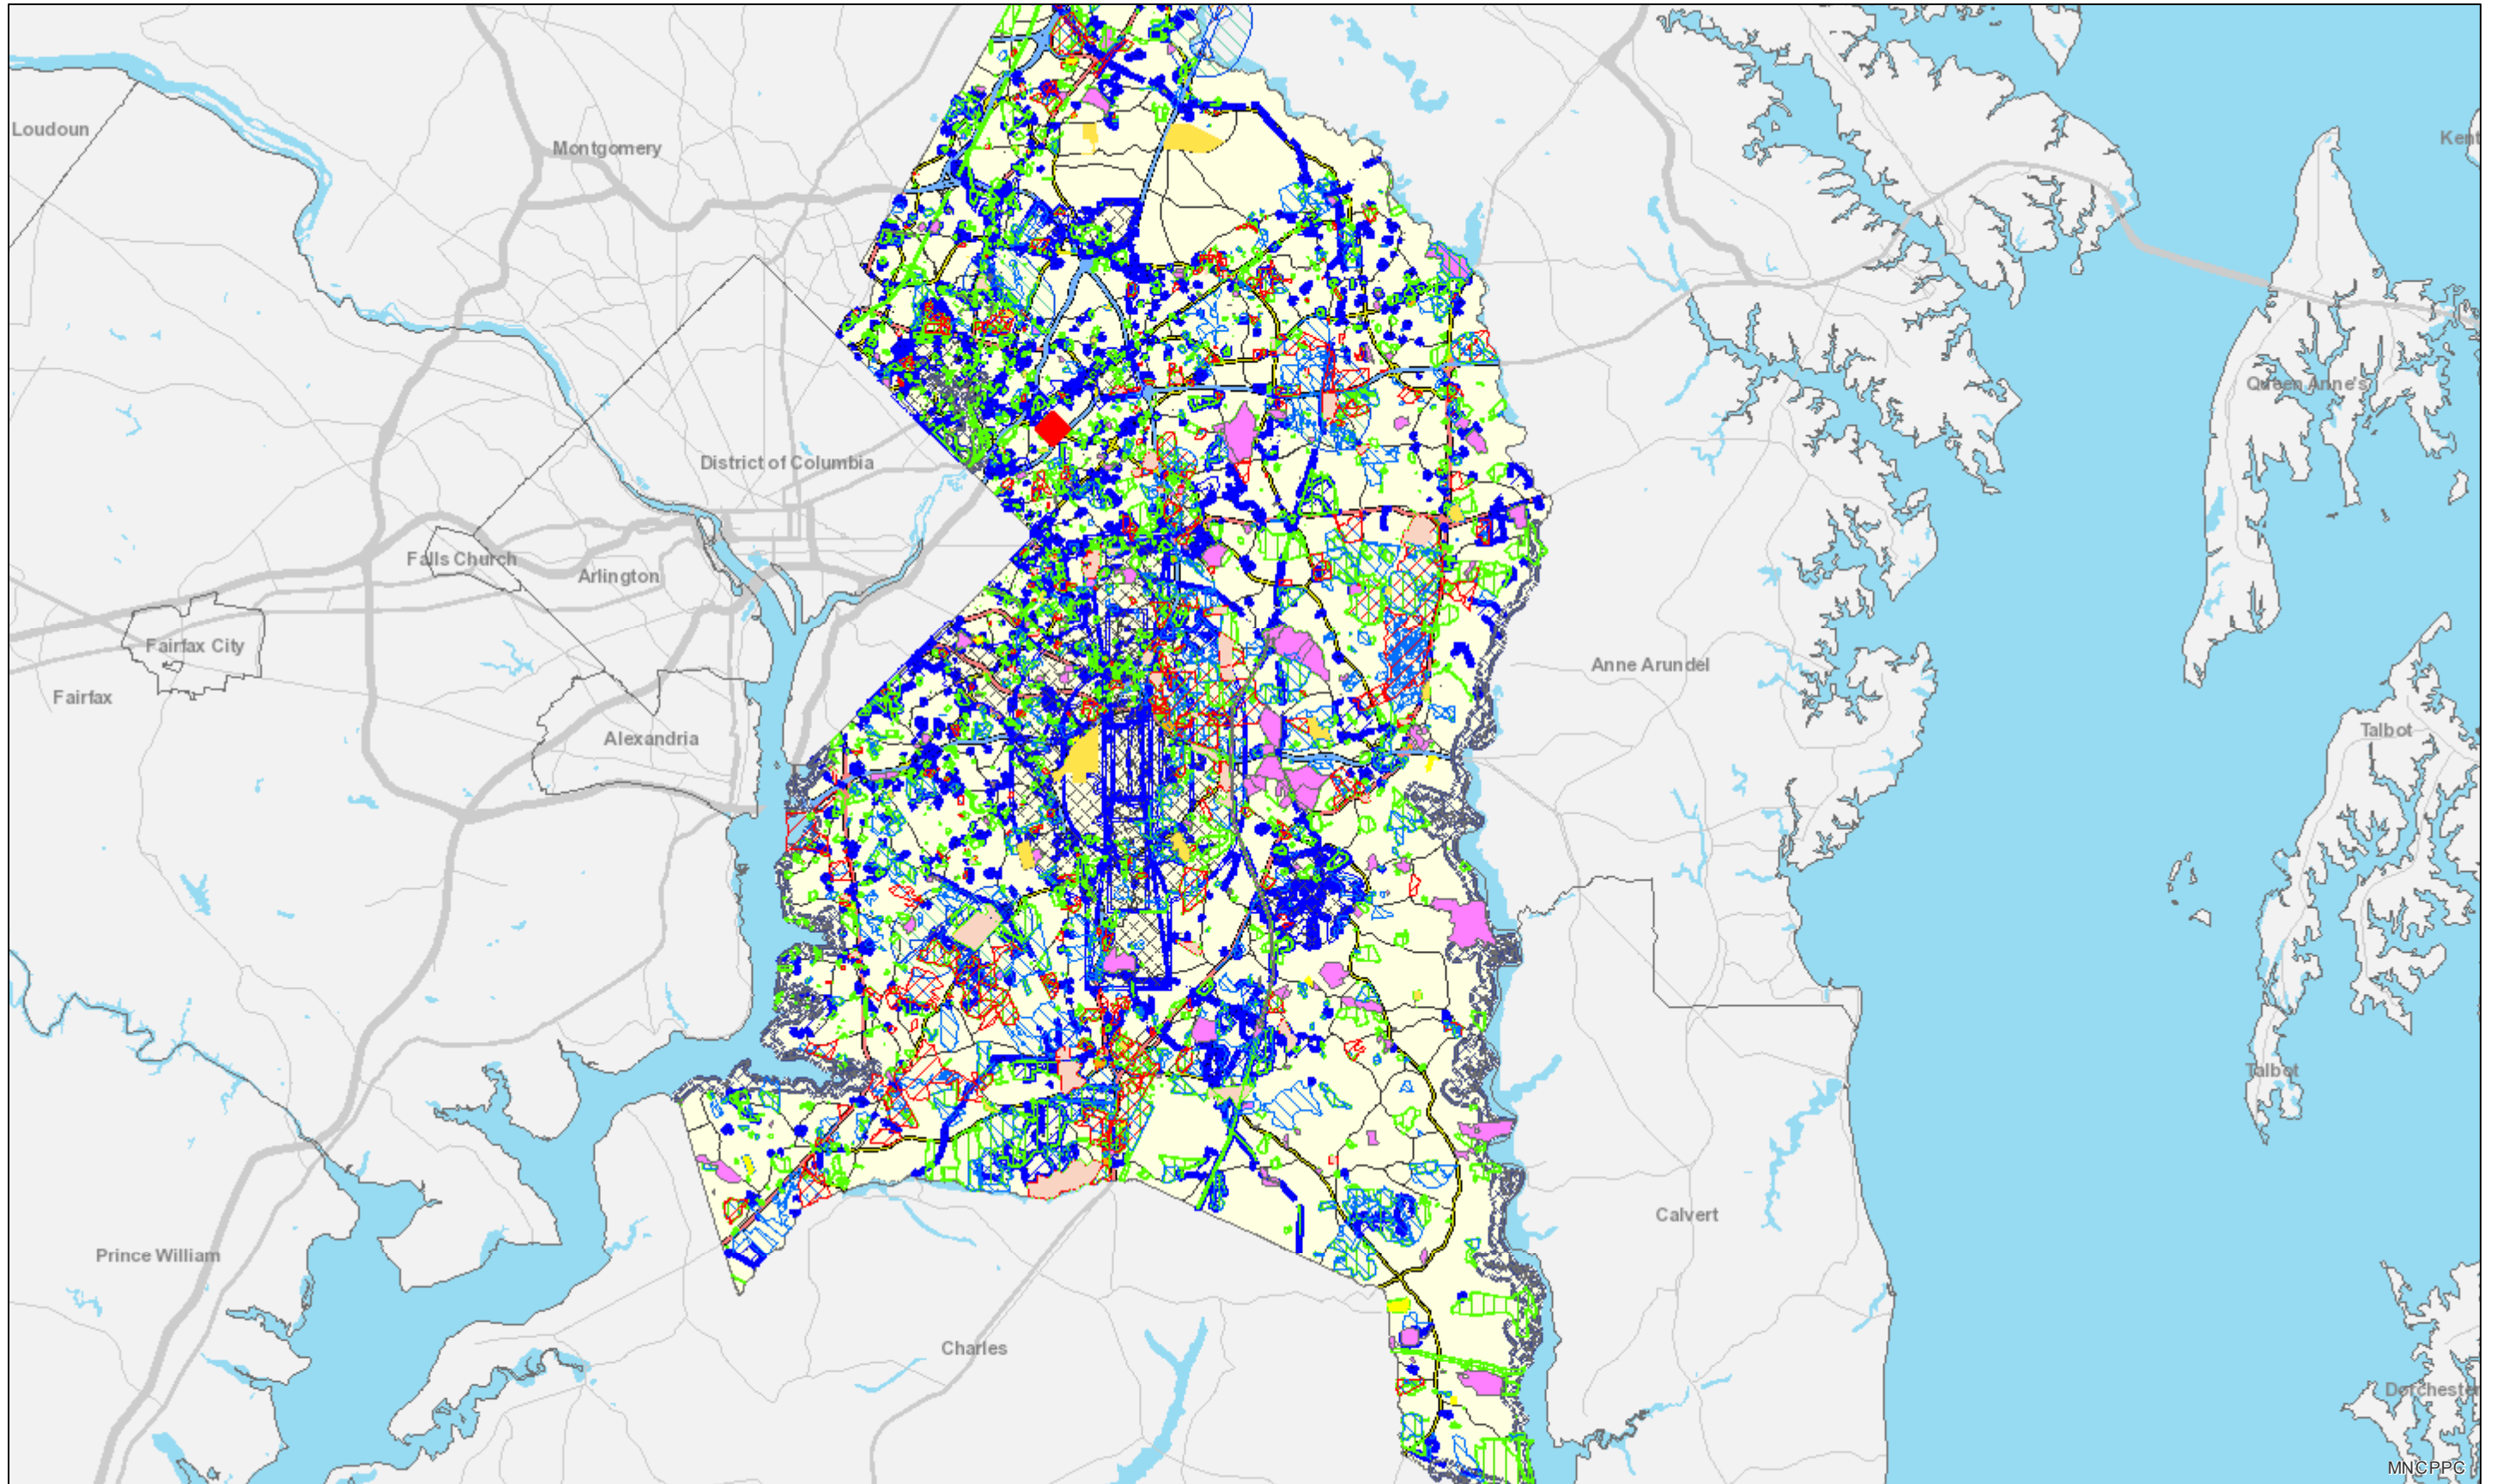 Loudoun
Kent
Montgomery
Queen Anne's
District of Columbia
Falls Church
Arlington
Fairfax City
Anne Arundel
Fairfax
Talbot
Alexandria
Talbot
Calvert
Prince William
Charles
Dorchester
MNCPPC